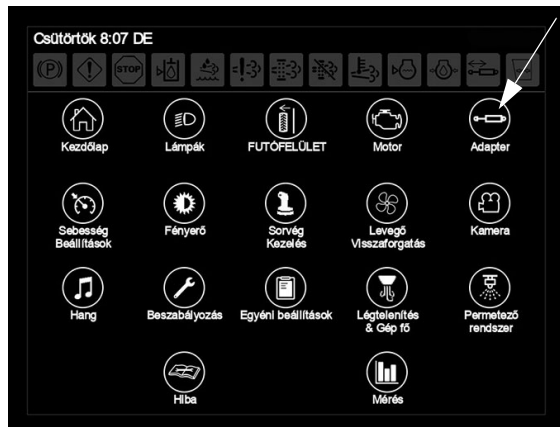 Csütörtök 8:07 DE
(P) STOP
Kezdőlap Lámpák FUTÓFELÜLET Motor Adapter
Sebesség Beállítások Fényerő Sorvég Kezelés Levegő Visszaforgatás Kamera
Hang Beszabályozás Egyéni beállítások Légtelenítés & Gép fő Permetező rendszer
Hiba Mérés